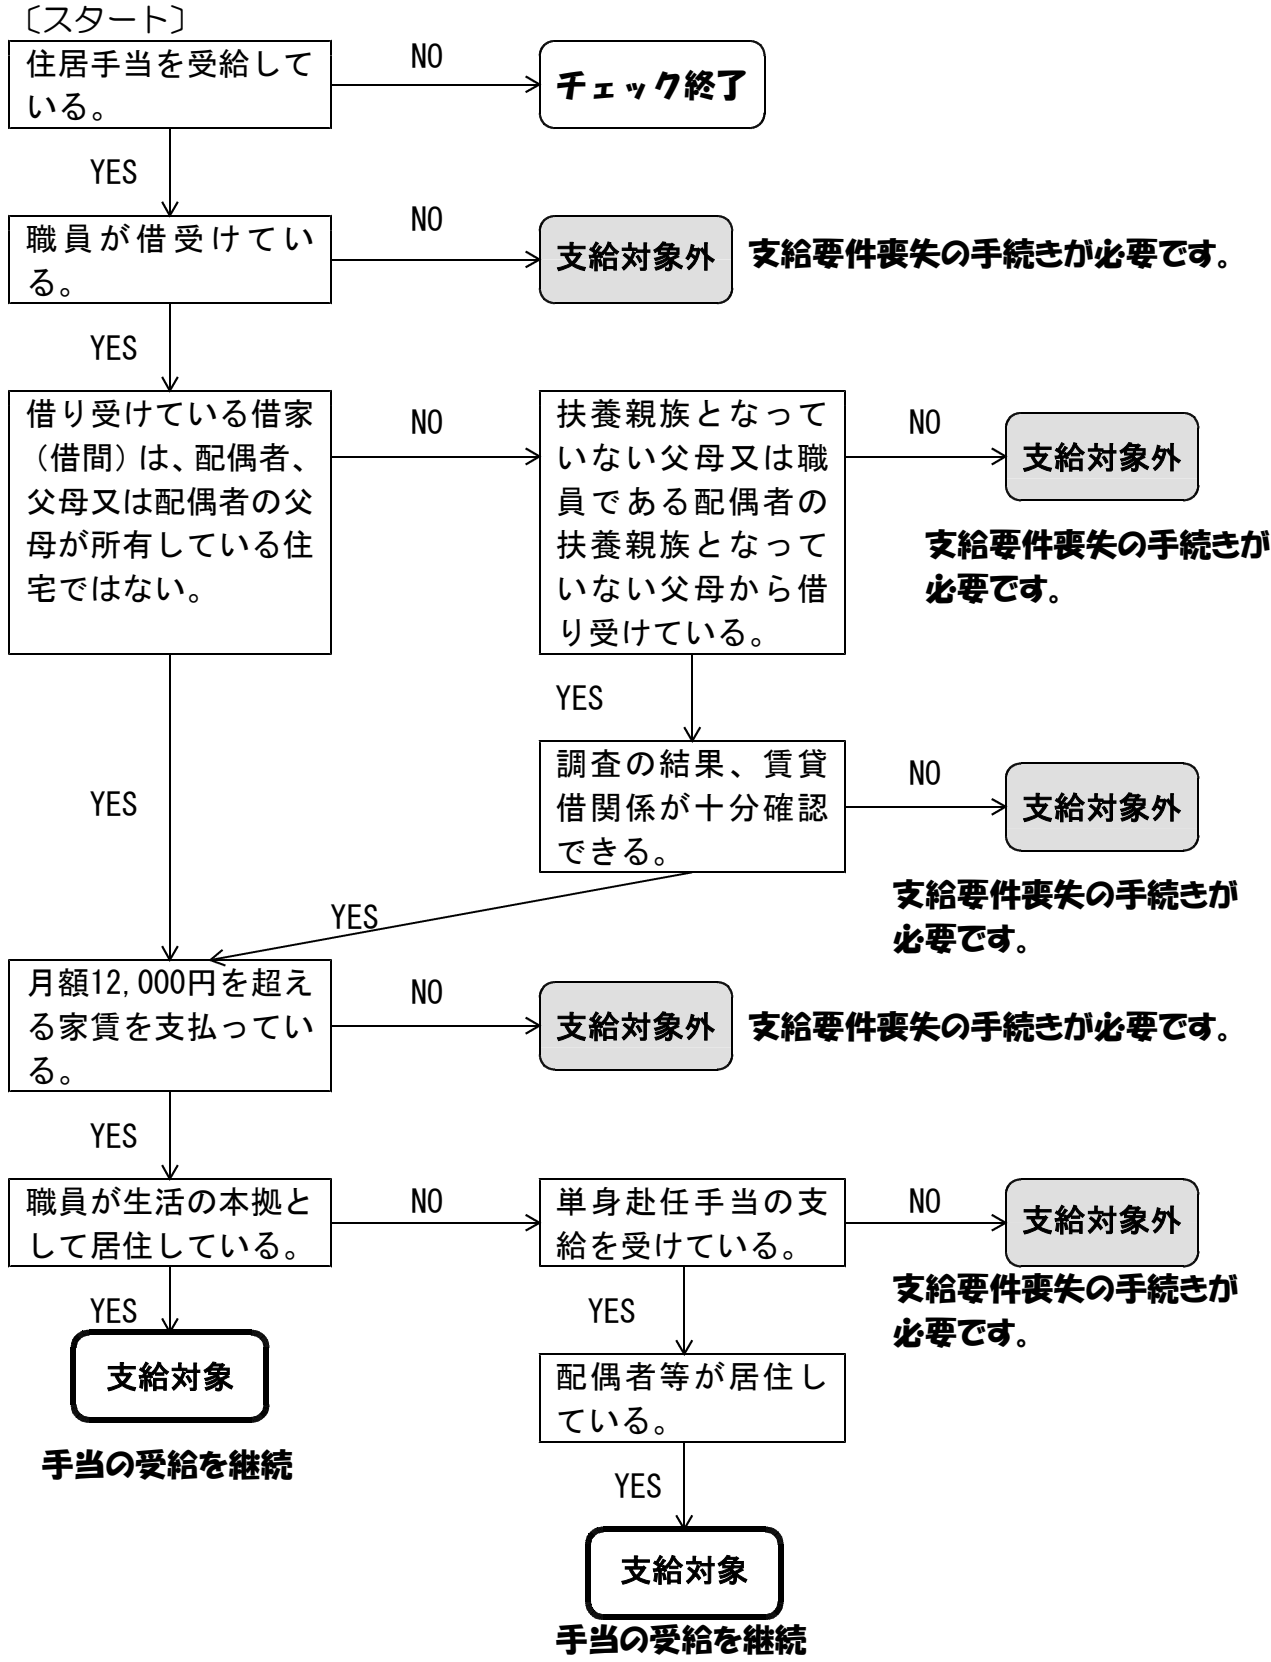 〔スタート〕
住居手当を受給して
いる。
NO
チェック終了
YES
職員が借受けてい
る。
NO
支給対象外
支給要件喪失の手続きが必要です。
YES
借り受けている借家
（借間）は、配偶者、
父母又は配偶者の父
母が所有している住
宅ではない。
NO
扶養親族となって
いない父母又は職
員である配偶者の
扶養親族となって
いない父母から借
り受けている。
NO
支給対象外
支給要件喪失の手続きが
必要です。
YES
YES
調査の結果、賃貸
借関係が十分確認
できる。
NO
支給対象外
支給要件喪失の手続きが
必要です。
YES
月額12,000円を超え
る家賃を支払ってい
る。
NO
支給対象外
支給要件喪失の手続きが必要です。
YES
職員が生活の本拠と
して居住している。
NO
単身赴任手当の支
給を受けている。
NO
支給対象外
支給要件喪失の手続きが
必要です。
YES
支給対象
手当の受給を継続
YES
配偶者等が居住し
ている。
YES
支給対象
手当の受給を継続